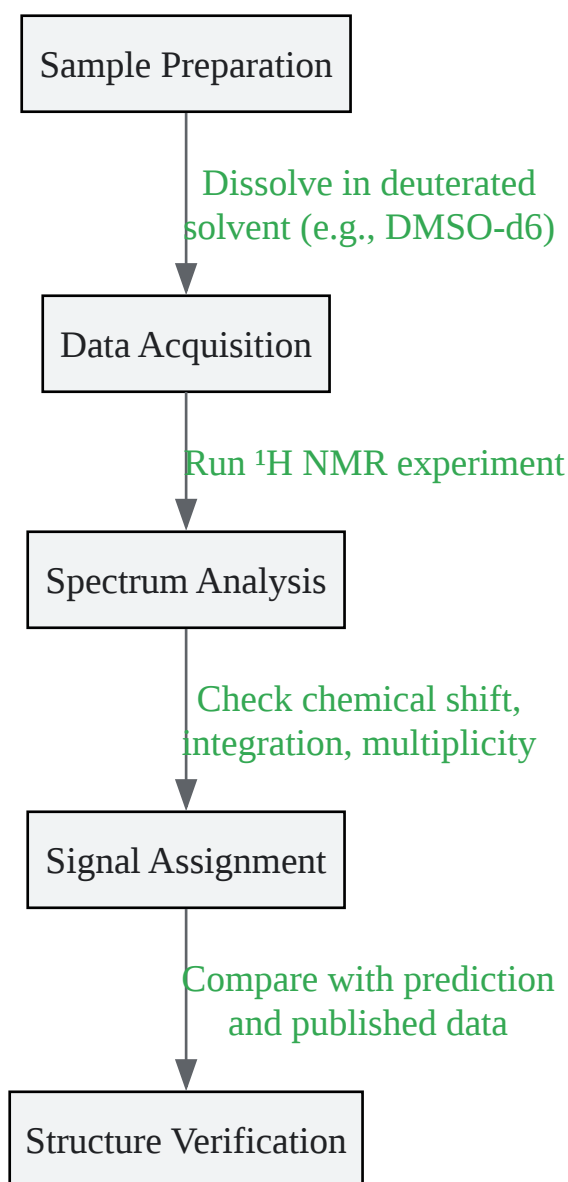 Sample Preparation
Dissolve in deuterated
solvent (e.g., DMSO-d6)
Data Acquisition
Run ¹H NMR experiment
Spectrum Analysis
Check chemical shift,
integration, multiplicity
Signal Assignment
Compare with prediction
and published data
Structure Verification